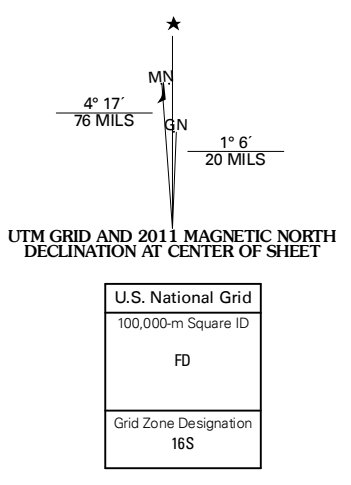 ★
MN
4° 17´
76 MILS
GN
1° 6´
20 MILS
UTM GRID AND 2011 MAGNETIC NORTH
DECLINATION AT CENTER OF SHEET
U.S. National Grid
100,000-m Square ID
FD
Grid Zone Designation
16S